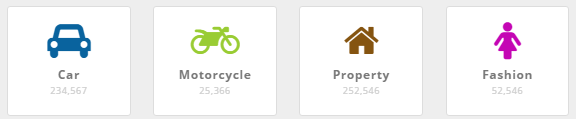 Car
234,567
Motorcycle
25,366
Property
252,546
Fashion
52,546